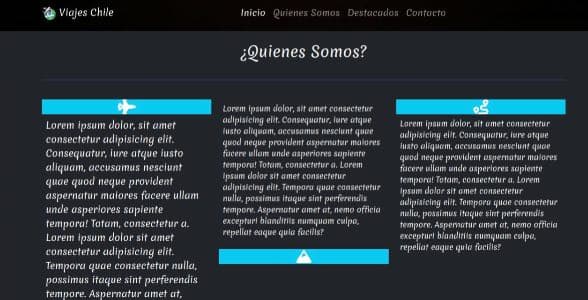 Viajes Chile
Inicio Quienes Somos Destacados Contacto
¿Quienes Somos?
Lorem ipsum dolor, sit amet
consectetur adipisicing elit.
Consequatur, iure atque iusto
aliquam, accusamus nesciunt
quae quod neque provident
aspernatur maiores facere ullam
unde asperiores sapiente
tempora! Totam, consectetur a.
Lorem ipsum dolor sit amet
consectetur adipisicing elit.
Tempora quae consectetur nulla,
possimus itaque sint perferendis
tempore. Aspernatur amet at,
Lorem ipsum dolor, sit amet consectetur
adipisicing elit. Consequatur, iure atque
iusto aliquam, accusamus nesciunt quae
quod neque provident aspernatur maiores
facere ullam unde asperiores sapiente
tempora! Totam, consectetur a. Lorem
ipsum dolor sit amet consectetur
adipisicing elit. Tempora quae consectetur
nulla, possimus itaque sint perferendis
tempore. Aspernatur amet at, nemo officia
excepturi blanditiis numquam culpa,
repellat eaque quia facilis?
Lorem ipsum dolor, sit amet consectetur
adipisicing elit. Consequatur, iure atque
iusto aliquam, accusamus nesciunt quae
quod neque provident aspernatur maiores
facere ullam unde asperiores sapiente
tempora! Totam, consectetur a. Lorem
ipsum dolor sit amet consectetur
adipisicing elit. Tempora quae consectetur
nulla, possimus itaque sint perferendis
tempore. Aspernatur amet at, nemo officia
excepturi blanditiis numquam culpa,
repellat eaque quia facilis?